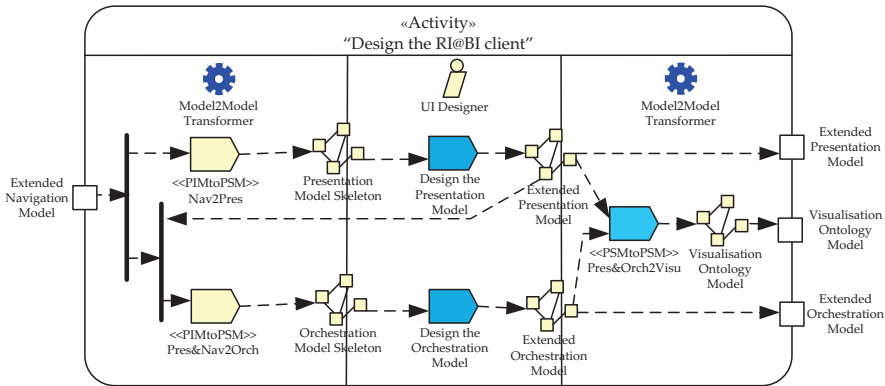 «Activity»
“Design the RI@BI client”
Model2Model
Transformer
UI Designer
Model2Model
Transformer
Extended
Navigation
Model
<<PIMtoPSM>>
Nav2Pres
Presentation
Model Skeleton
Design the
Presentation
Model
Extended
Presentation
Model
Extended
Presentation
Model
<<PSMtoPSM>>
Pres&Orch2Visu
Visualisation
Ontology
Model
Visualisation
Ontology
Model
<<PIMtoPSM>>
Pres&Nav2Orch
Orchestration
Model Skeleton
Design the
Orchestration
Model
Extended
Orchestration
Model
Extended
Orchestration
Model